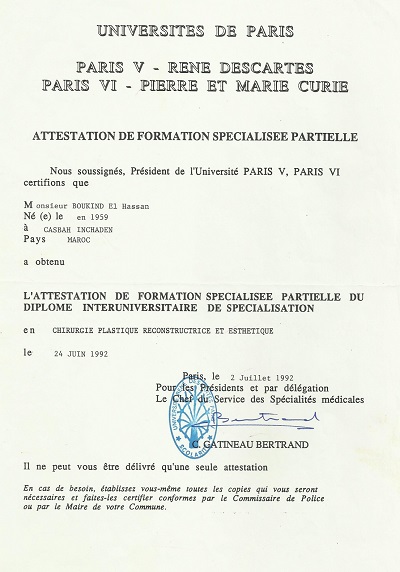 UNIVERSITES DE PARIS
PARIS V - RENE DESCARTES
PARIS VI - PIERRE ET MARIE CURIE
ATTESTATION DE FORMATION SPECIALISEE PARTIELLE
Nous soussignés, Président de l'Université PARIS V, PARIS VI
certifions que
Monsieur BOUKIND El Hassan
Né (e) le en 1959
à CASBAH INCHADEN
Pays MAROC
a obtenu
L'ATTESTATION DE FORMATION SPECIALISEE PARTIELLE DU
DIPLOME INTERUNIVERSITAIRE DE SPECIALISATION
en CHIRURGIE PLASTIQUE RECONSTRUCTRICE ET ESTHETIQUE
le 24 JUIN 1992
Paris, le 2 Juillet 1992
Pour les Présidents et par délégation
Le Chef du Service des Spécialités médicales
Bertrand
C. GATINEAU BERTRAND
SCOLARITE
Il ne peut vous être délivré qu'une seule attestation
En cas de besoin, établissez vous-même toutes les copies qui vous seront
nécessaires et faites-les certifier conformes par le Commissaire de Police
ou par le Maire de votre Commune.